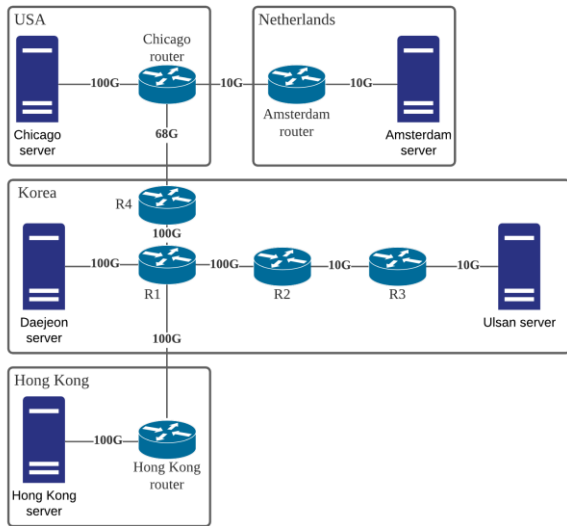 USA
Netherlands
Chicago
router
100G
10G
10G
Chicago
server
Amsterdam
router
Amsterdam
server
68G
Korea
R4
100G
100G
100G
10G
10G
R1
R2
R3
Daejeon
server
Ulsan server
100G
Hong Kong
100G
Hong Kong
router
Hong Kong
server